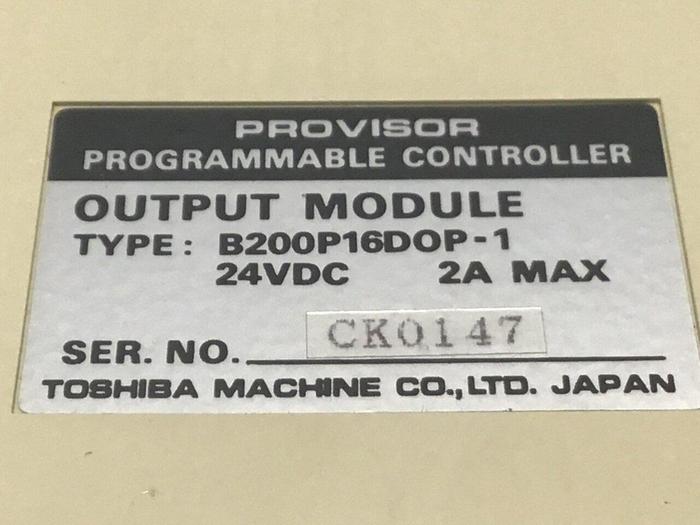 PROVISOR
PROGRAMMABLE CONTROLLER
OUTPUT MODULE
TYPE: B200P16DOP-1
24VDC 2A MAX
SER. NO. CK0147
TOSHIBA MACHINE CO.,LTD. JAPAN